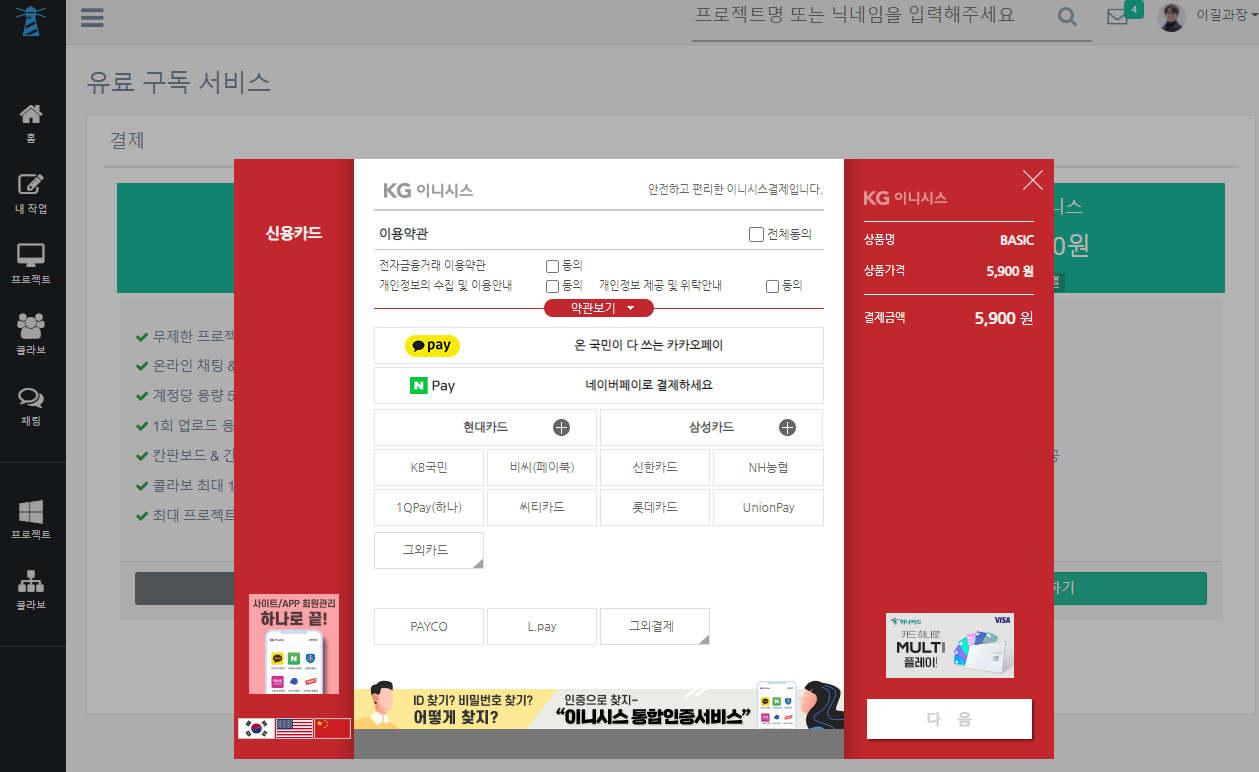 프로젝트명 또는 닉네임을 입력해주세요
4
이길과장
유료 구독 서비스
결제
홈
내 작업
프로젝트
콜라보
채팅
프로젝트
콜라보
무제한 프로젝
온라인 채팅 &
계정당 용량 5
1회 업로드 용
칸판보드 & 간
콜라보 최대 1
최대 프로젝트
니스
0원
하기
신용카드
사이트/APP 회원관리
하나로 끝!
KG 이니시스
안전하고 편리한 이니시스결제입니다.
이용약관
전체동의
전자금융거래 이용약관 동의
개인정보의 수집 및 이용안내 동의 개인정보 제공 및 위탁안내 동의
약관보기
pay 온 국민이 다 쓰는 카카오페이
N Pay 네이버페이로 결제하세요
현대카드 삼성카드
KB국민 비씨(페이북) 신한카드 NH농협
1QPay(하나) 씨티카드 롯데카드 UnionPay
그외카드
PAYCO L.pay 그외결제
ID 찾기? 비밀번호 찾기? 인증으로 찾지~
어떻게 찾지? “이니시스 통합인증서비스”
KG 이니시스
상품명 BASIC
상품가격 5,900 원
결제금액 5,900 원
하나카드 VISA
카드 하나로
MULTI
플레이!
다 음